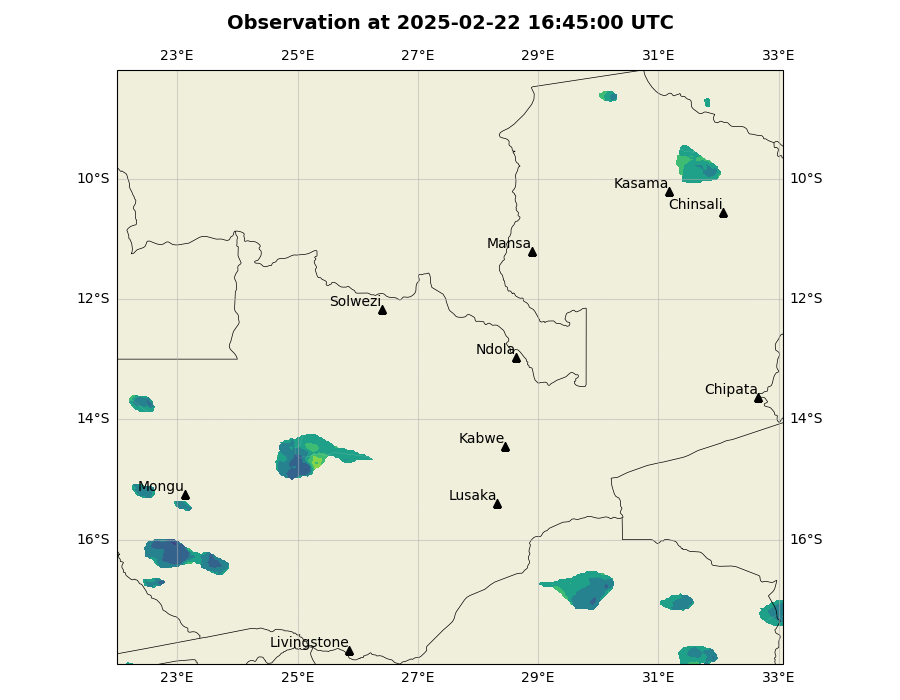 Observation at 2025-02-22 16:45:00 UTC
23°E 25°E 27°E 29°E 31°E 33°E
10°S 10°S
Kasama
Chinsali
Mansa
12°S 12°S
Solwezi
Ndola
Chipata
14°S 14°S
Kabwe
Mongu
Lusaka
16°S 16°S
Livingstone
23°E 25°E 27°E 29°E 31°E 33°E